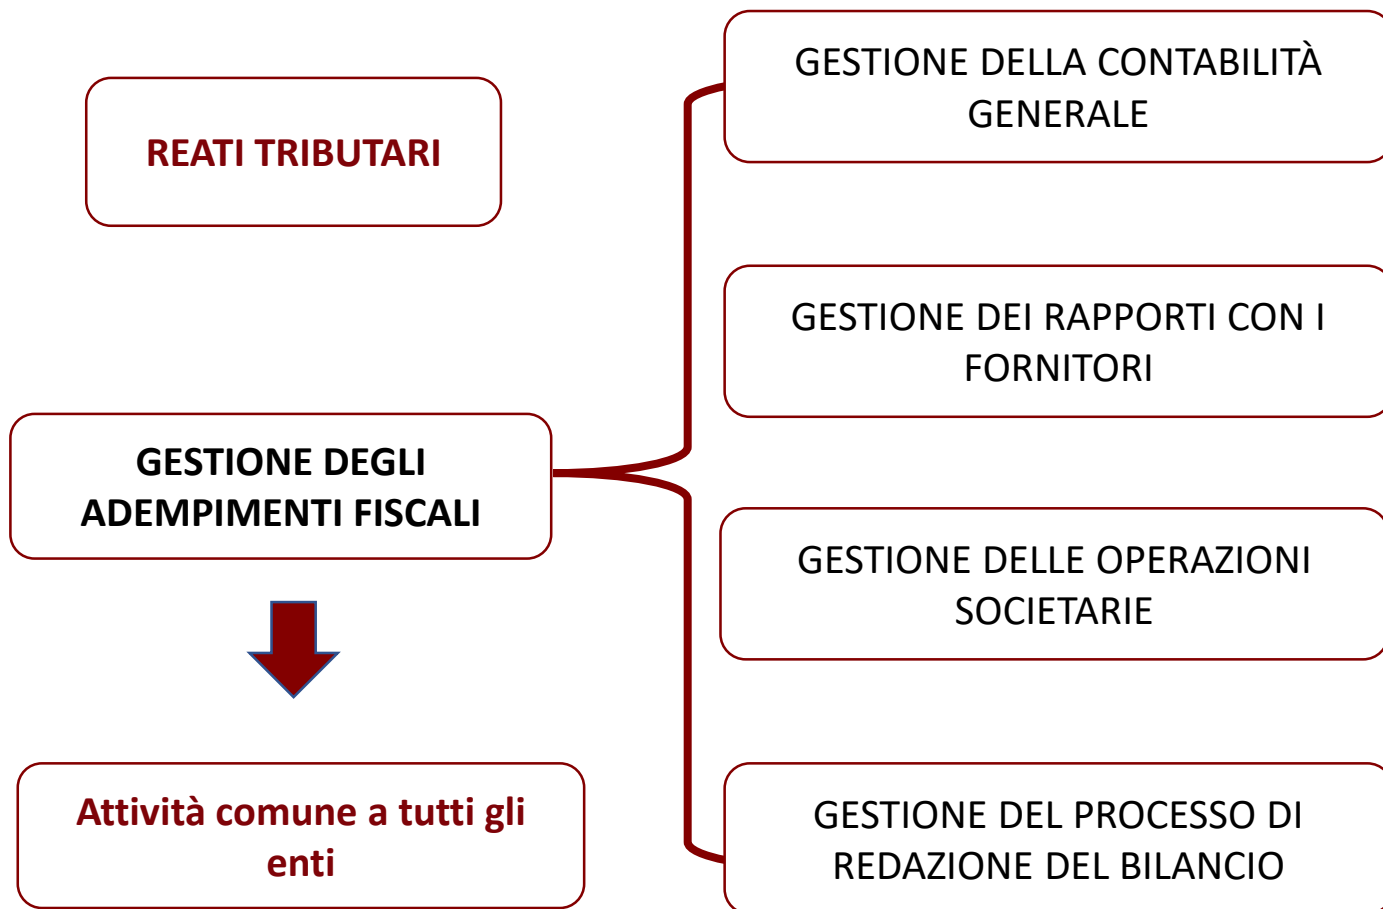 REATI TRIBUTARI
GESTIONE DEGLI
ADEMPIMENTI FISCALI
Attività comune a tutti gli
enti
GESTIONE DELLA CONTABILITÀ
GENERALE
GESTIONE DEI RAPPORTI CON I
FORNITORI
GESTIONE DELLE OPERAZIONI
SOCIETARIE
GESTIONE DEL PROCESSO DI
REDAZIONE DEL BILANCIO